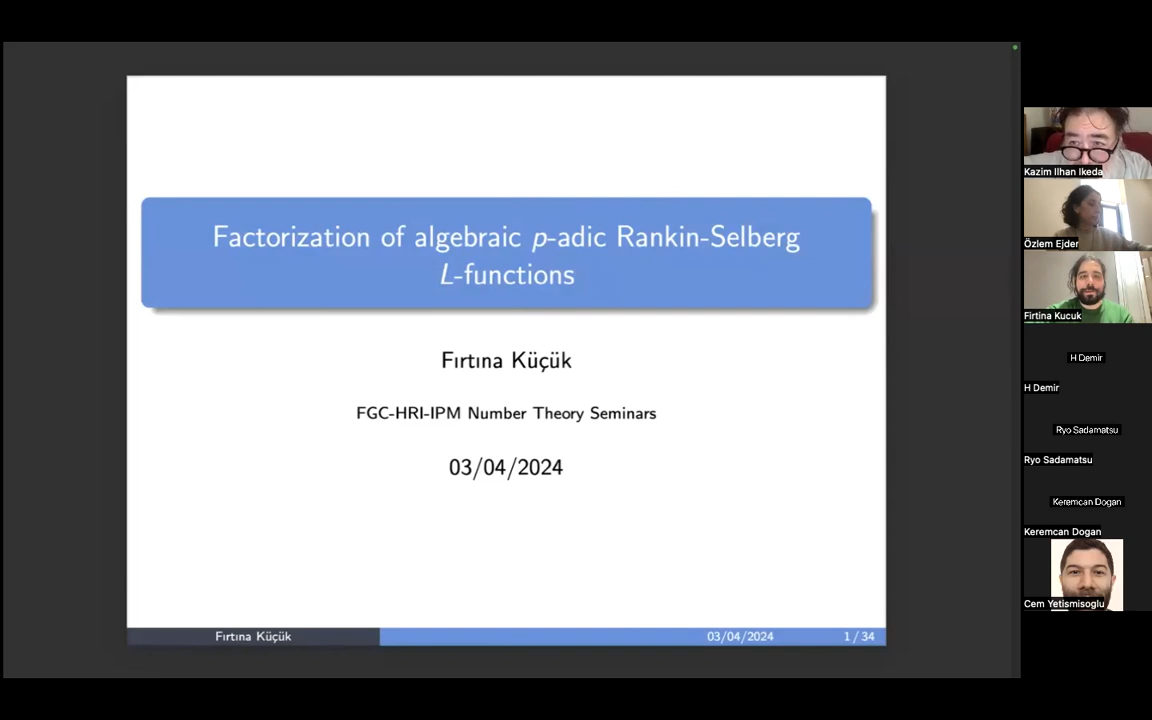 Factorization of algebraic p-adic Rankin-Selberg
L-functions
Fırtına Küçük
FGC-HRI-IPM Number Theory Seminars
03/04/2024
Fırtına Küçük
03/04/2024
1 / 34
Kazim Ilhan Ikeda
Özlem Ejder
Firtina Kucuk
H Demir
H Demir
Ryo Sadamatsu
Ryo Sadamatsu
Keremcan Dogan
Keremcan Dogan
Cem Yetismisoglu